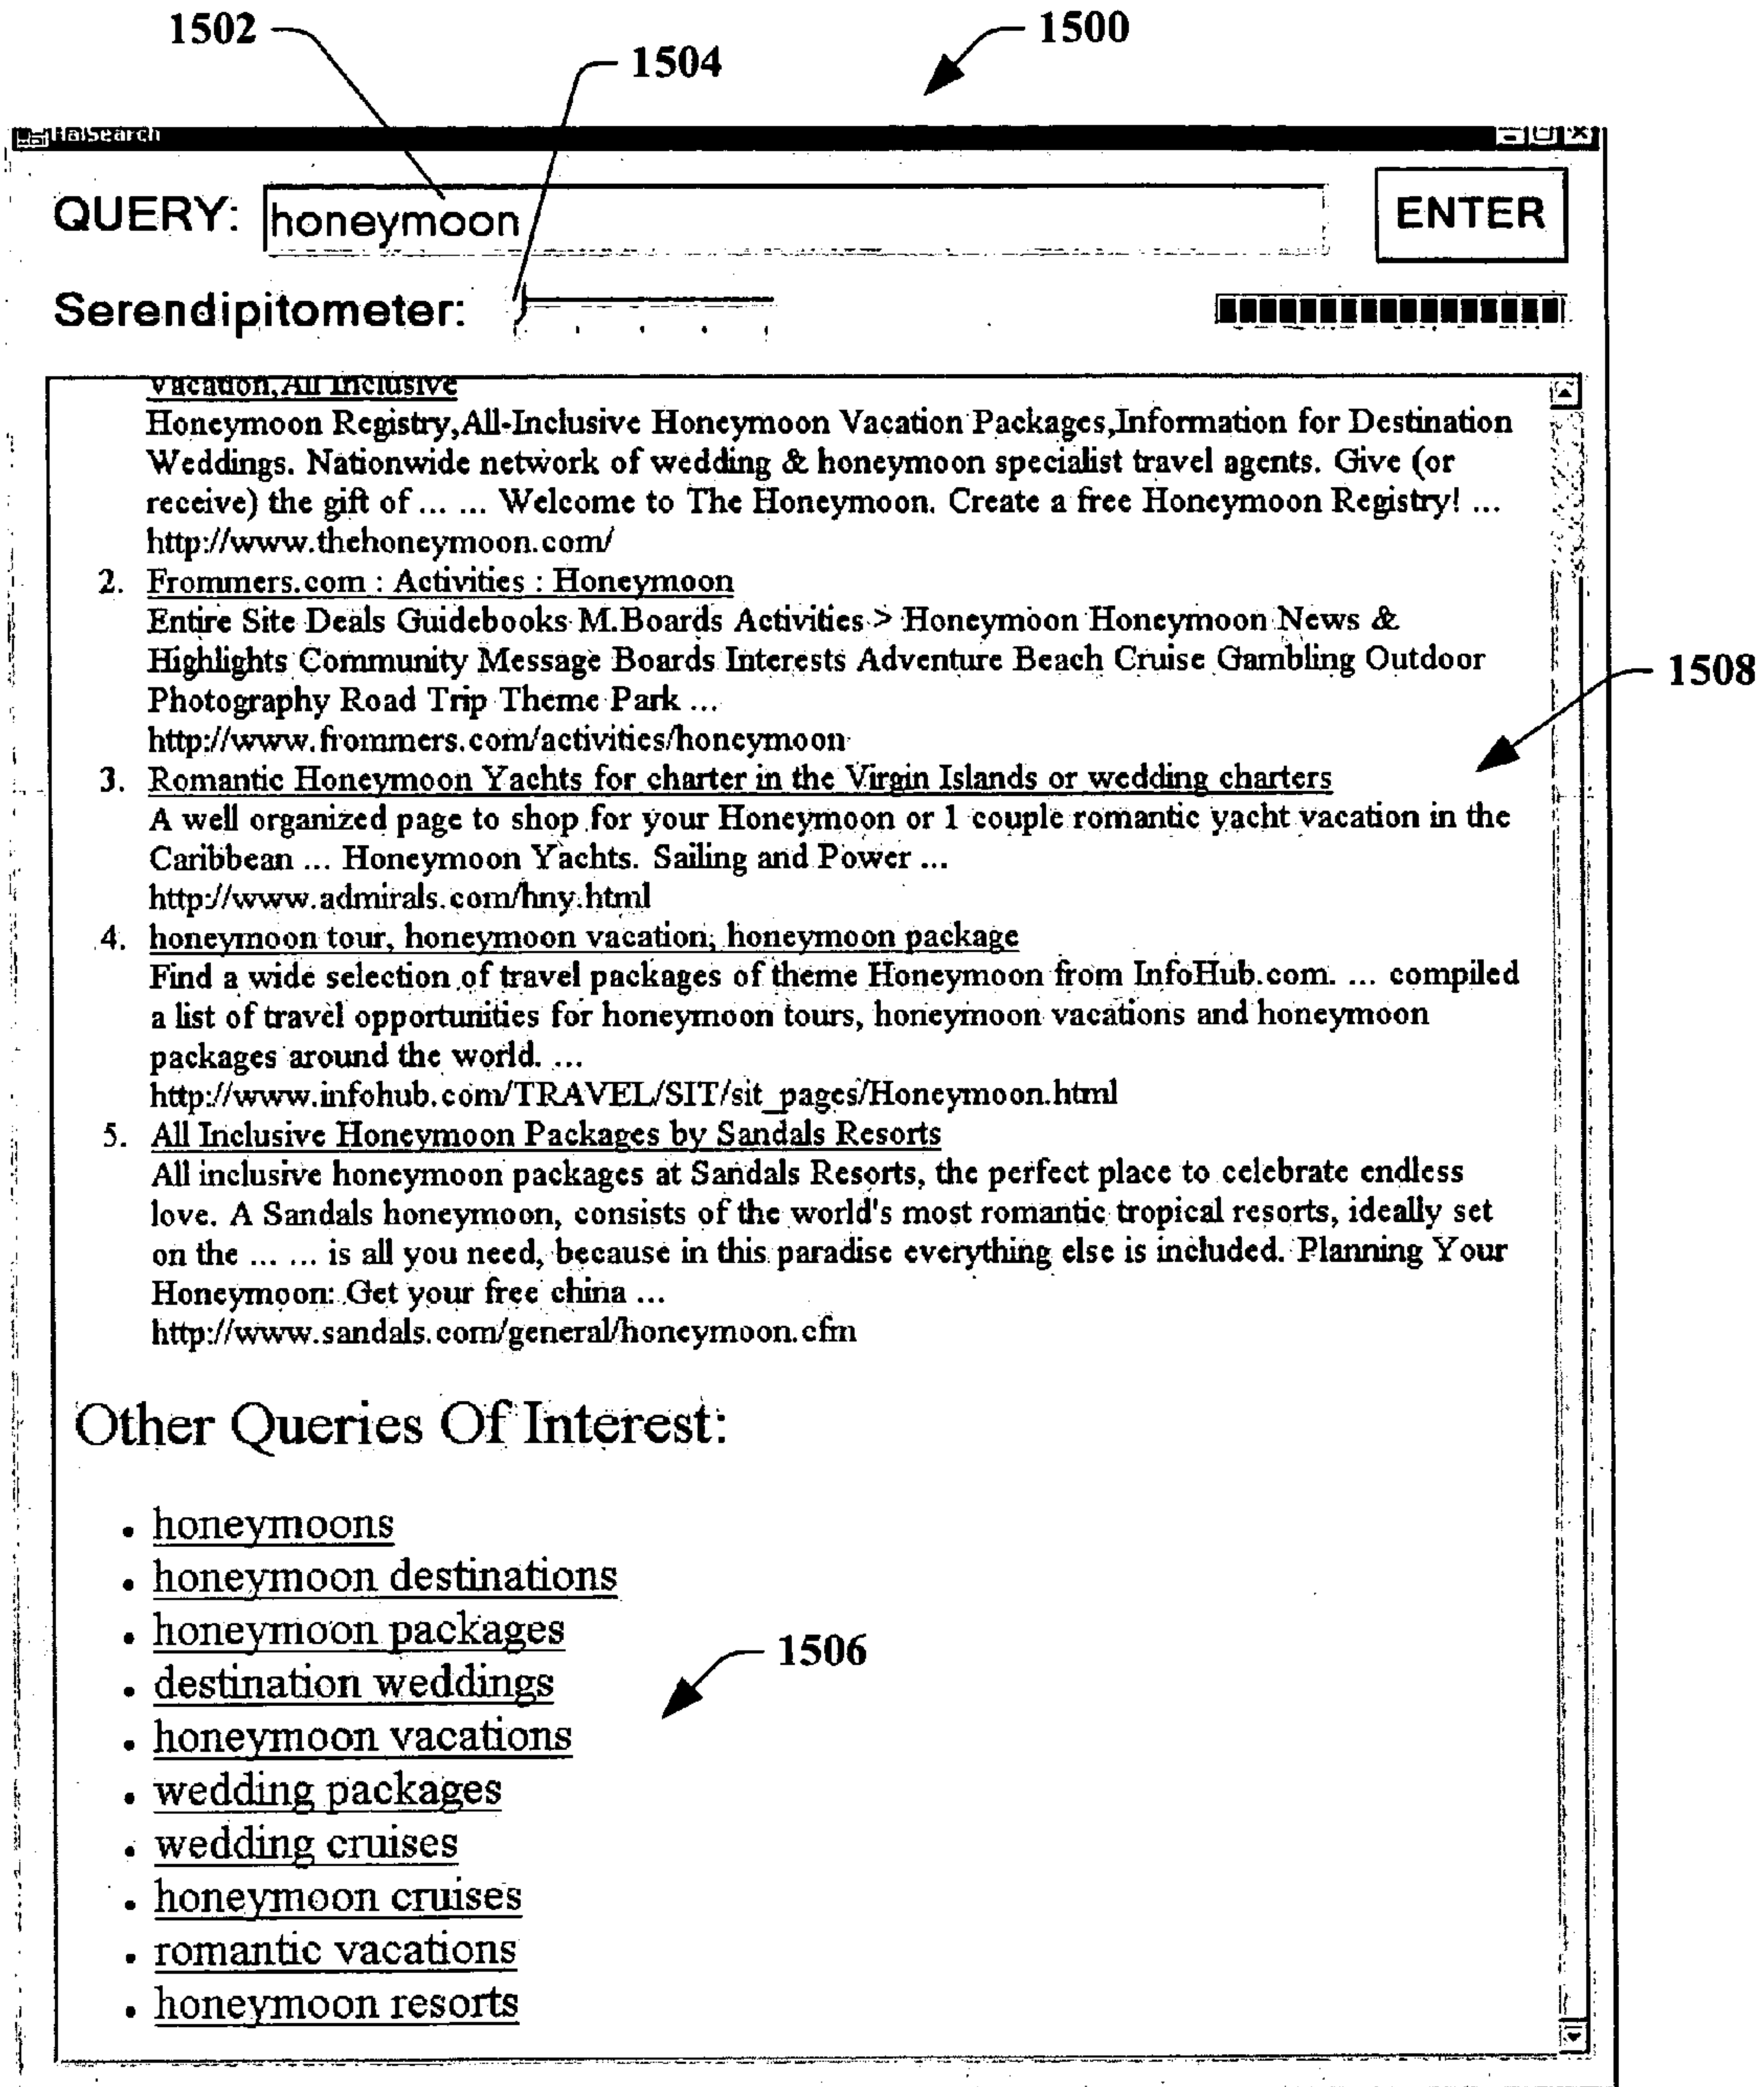 1502
1500
1504
HalSearch
QUERY: honeymoon ENTER
Serendipitometer:
Vacation,All Inclusive
Honeymoon Registry,All-Inclusive Honeymoon Vacation Packages,Information for Destination
Weddings. Nationwide network of wedding & honeymoon specialist travel agents. Give (or
receive) the gift of ... ... Welcome to The Honeymoon. Create a free Honeymoon Registry! ...
http://www.thehoneymoon.com/
2. Frommers.com : Activities : Honeymoon
Entire Site Deals Guidebooks M.Boards Activities > Honeymoon Honeymoon News &
Highlights Community Message Boards Interests Adventure Beach Cruise Gambling Outdoor
Photography Road Trip Theme Park ...
http://www.frommers.com/activities/honeymoon
1508
3. Romantic Honeymoon Yachts for charter in the Virgin Islands or wedding charters
A well organized page to shop for your Honeymoon or 1 couple romantic yacht vacation in the
Caribbean ... Honeymoon Yachts. Sailing and Power ...
http://www.admirals.com/hny.html
4. honeymoon tour, honeymoon vacation, honeymoon package
Find a wide selection of travel packages of theme Honeymoon from InfoHub.com. ... compiled
a list of travel opportunities for honeymoon tours, honeymoon vacations and honeymoon
packages around the world. ...
http://www.infohub.com/TRAVEL/SIT/sit_pages/Honeymoon.html
5. All Inclusive Honeymoon Packages by Sandals Resorts
All inclusive honeymoon packages at Sandals Resorts, the perfect place to celebrate endless
love. A Sandals honeymoon, consists of the world's most romantic tropical resorts, ideally set
on the ... ... is all you need, because in this paradise everything else is included. Planning Your
Honeymoon: Get your free china ...
http://www.sandals.com/general/honeymoon.cfm
Other Queries Of Interest:
• honeymoons
• honeymoon destinations
• honeymoon packages
• destination weddings
• honeymoon vacations
• wedding packages
• wedding cruises
• honeymoon cruises
• romantic vacations
• honeymoon resorts
1506